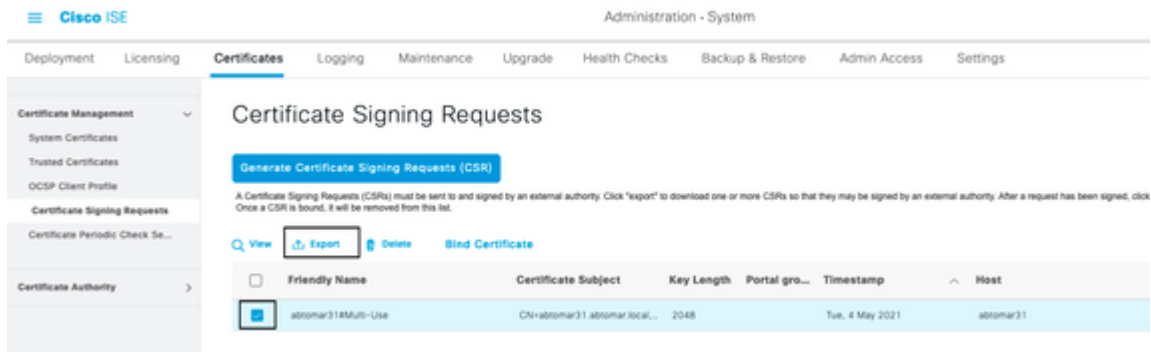 Cisco ISE
Administration - System
Deployment Licensing Certificates Logging Maintenance Upgrade Health Checks Backup & Restore Admin Access Settings
Certificate Management
System Certificates
Trusted Certificates
OCSP Client Profile
Certificate Signing Requests
Certificate Periodic Check Se...
Certificate Authority
Certificate Signing Requests
Generate Certificate Signing Requests (CSR)
A Certificate Signing Requests (CSRs) must be sent to and signed by an external authority. Click "export" to download one or more CSRs so that they may be signed by an external authority. After a request has been signed, click
Once a CSR is bound, it will be removed from this list.
View Export Delete Bind Certificate
Friendly Name Certificate Subject Key Length Portal gro... Timestamp Host
abtomar31#Multi-Use CN=abtomar31.abtomar.local,... 2048 Tue, 4 May 2021 abtomar31